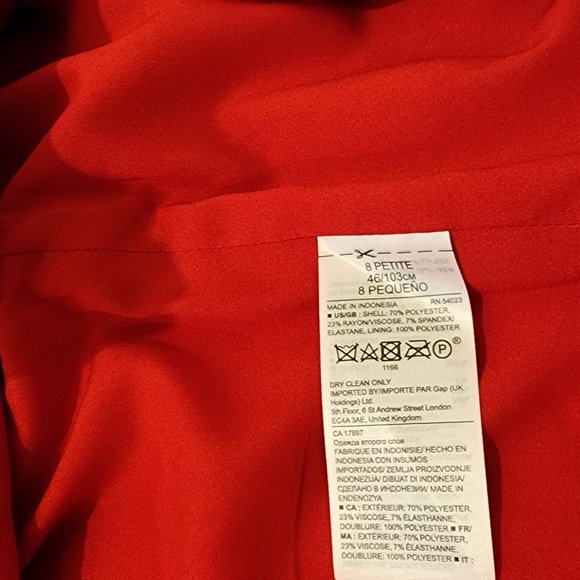 8 PETITE
46/103CM
8 PEQUEÑO
MADE IN INDONESIA RN 54023
■ US/GB : SHELL: 70% POLYESTER,
23% RAYON/VISCOSE, 7% SPANDEX/
ELASTANE, LINING: 100% POLYESTER
P ®
1166
DRY CLEAN ONLY
IMPORTED BY/IMPORTE PAR Gap (UK
Holdings) Ltd.
5th Floor, 6 St Andrew Street London
EC4A 3AE, United Kingdom
CA 17897
Одежда второго слоя
FABRIQUE EN INDONISIE/ HECHO EN
INDONESIA CON INSUMOS
IMPORTADOS/ ZEMLJA PROIZVODNJE
INDONEZIJA/ DIBUAT DI INDONESIA/
СДЕЛАНО В ИНДОНЕЗИИ/ MADE IN
ENDENOZYA
■ CA : EXTÉRIEUR: 70% POLYESTER,
23% VISCOSE, 7% ÉLASTHANNE,
DOUBLURE: 100% POLYESTER ■ FR/
MA : EXTÉRIEUR: 70% POLYESTER,
23% VISCOSE, 7% ÉLASTHANNE,
DOUBLURE: 100% POLYESTER ■ IT :